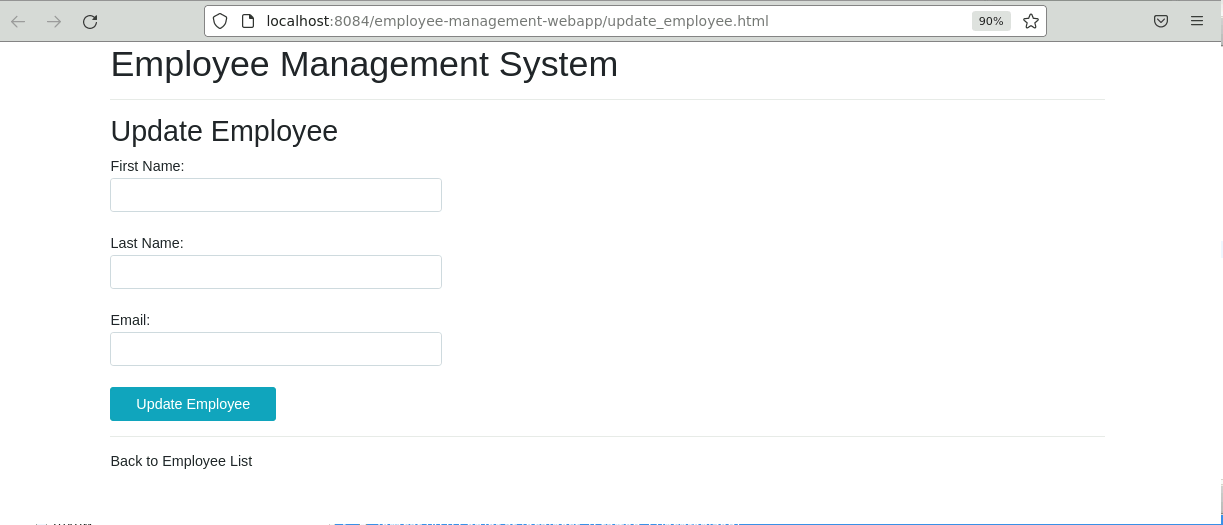 localhost:8084/employee-management-webapp/update_employee.html 90%
Employee Management System
Update Employee
First Name:
Last Name:
Email:
Update Employee
Back to Employee List